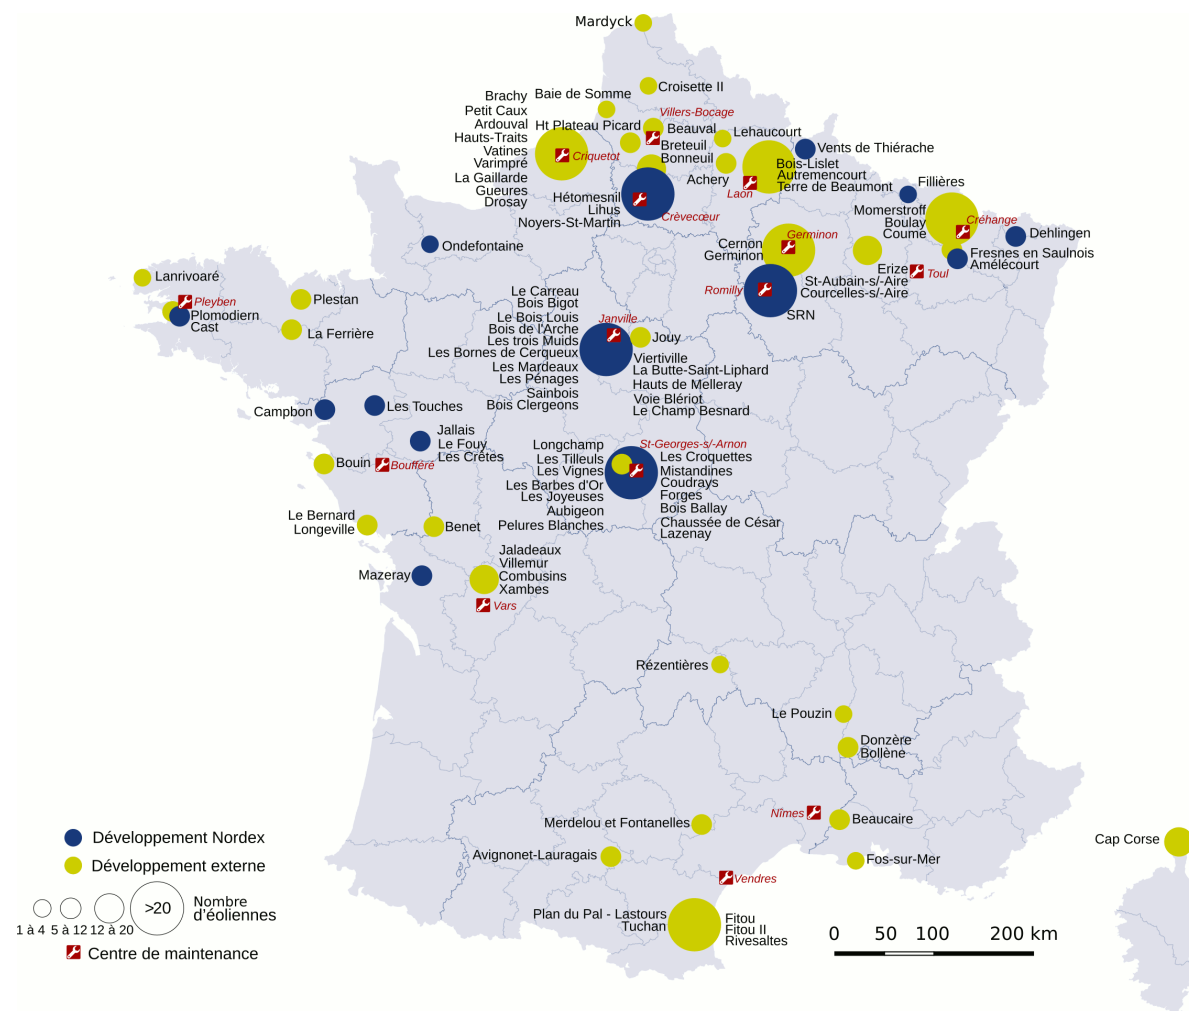 Mardyck
Croisette II
Baie de Somme
Brachy
Petit Caux
Ardouval
Hauts-Traits
Vatines
Varimpré
La Gaillarde
Gueures
Drosay
Criquetot
Ht Plateau Picard
Villers-Bocage
Beauval
Breteuil
Bonneuil
Lehaucourt
Achery
Laon
Vents de Thiérache
Bois-Lislet
Autremencourt
Terre de Beaumont
Hétomesnil
Lihus
Noyers-St-Martin
Crèvecœur
Fillières
Momerstroff
Boulay
Coume
Créhange
Dehlingen
Fresnes en Saulnois
Amélécourt
Cernon
Germinon
Germinon
Erize
St-Aubain-s/-Aire
Courcelles-s/-Aire
Toul
Romilly
SRN
Ondefontaine
Lanrivoaré
Pleyben
Plomodiern
Cast
Plestan
La Ferrière
Le Carreau
Bois Bigot
Le Bois Louis
Bois de l'Arche
Les trois Muids
Les Bornes de Cerqueux
Les Mardeaux
Les Pénages
Sainbois
Bois Clergeons
Janville
Jouy
Viertiville
La Butte-Saint-Liphard
Hauts de Melleray
Voie Blériot
Le Champ Besnard
Campbon
Les Touches
Jallais
Le Fouy
Les Crêtes
Bouin
Boufféré
Longchamp
Les Tilleuls
Les Vignes
Les Barbes d'Or
Les Joyeuses
Aubigeon
Pelures Blanches
St-Georges-s/-Arnon
Les Croquettes
Mistandines
Coudrays
Forges
Bois Ballay
Chaussée de César
Lazenay
Le Bernard
Longeville
Benet
Mazeray
Jaladeaux
Villemur
Combusins
Xambes
Vars
Rézentières
Le Pouzin
Donzère
Bollène
Nîmes
Beaucaire
Merdelou et Fontanelles
Avignonet-Lauragais
Fos-sur-Mer
Vendres
Cap Corse
Plan du Pal - Lastours
Tuchan
Fitou
Fitou II
Rivesaltes
Développement Nordex
Développement externe
>20
Nombre
d'éoliennes
1 à 4 5 à 12 12 à 20
Centre de maintenance
0 50 100 200 km